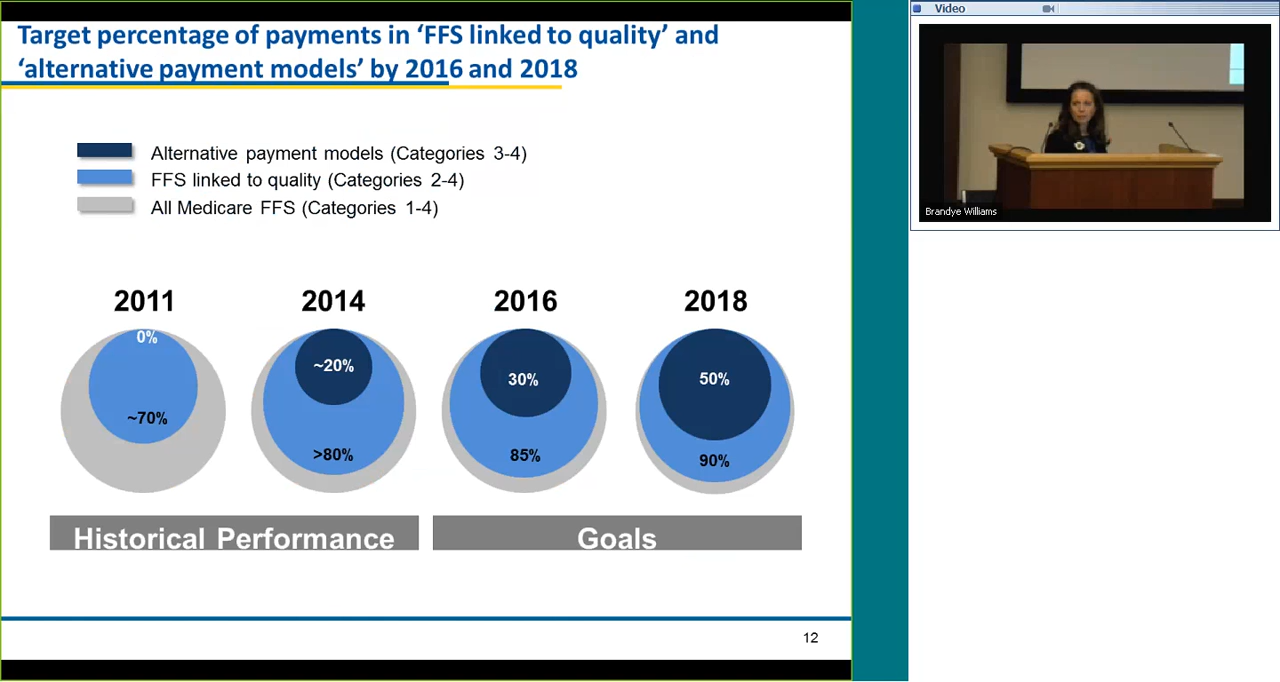 Target percentage of payments in ‘FFS linked to quality’ and
‘alternative payment models’ by 2016 and 2018
Alternative payment models (Categories 3-4)
FFS linked to quality (Categories 2-4)
All Medicare FFS (Categories 1-4)
2011 2014 2016 2018
0%
~20% 30% 50%
~70%
>80% 85% 90%
Historical Performance Goals
12
Video
Brandye Williams